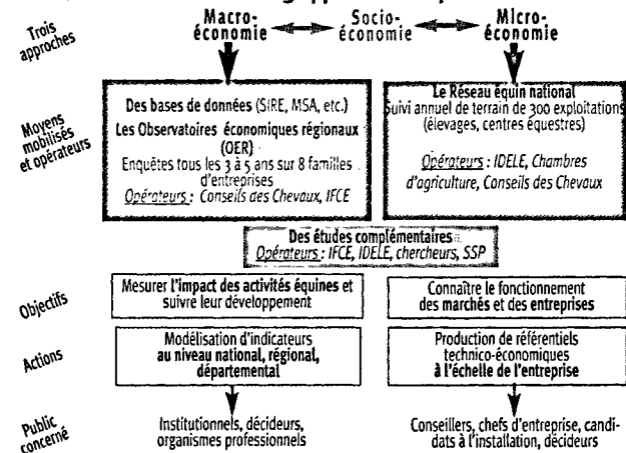 Trois
approches
Macro-
économie
Socio-
économie
Micro-
économie
Moyens
mobilisés
et opérateurs
Des bases de données (SIRE, MSA, etc.)
Les Observatoires économiques régionaux
(OER)
Enquêtes tous les 3 à 5 ans sur 8 familles
d'entreprises
Opérateurs : Conseils des Chevaux, IFCE
Le Réseau équin national
Suivi annuel de terrain de 300 exploitations
(élevages, centres équestres)
Opérateurs : IDELE, Chambres
d'agriculture, Conseils des Chevaux
Des études complémentaires
Opérateurs : IFCE, IDELE, chercheurs, SSP
Objectifs
Mesurer l'impact des activités équines et
suivre leur développement
Connaître le fonctionnement
des marchés et des entreprises
Actions
Modélisation d'indicateurs
au niveau national, régional,
départemental
Production de référentiels
technico-économiques
à l'échelle de l'entreprise
Public
concerné
Institutionnels, décideurs,
organismes professionnels
Conseillers, chefs d'entreprise, candi-
dats à l'installation, décideurs